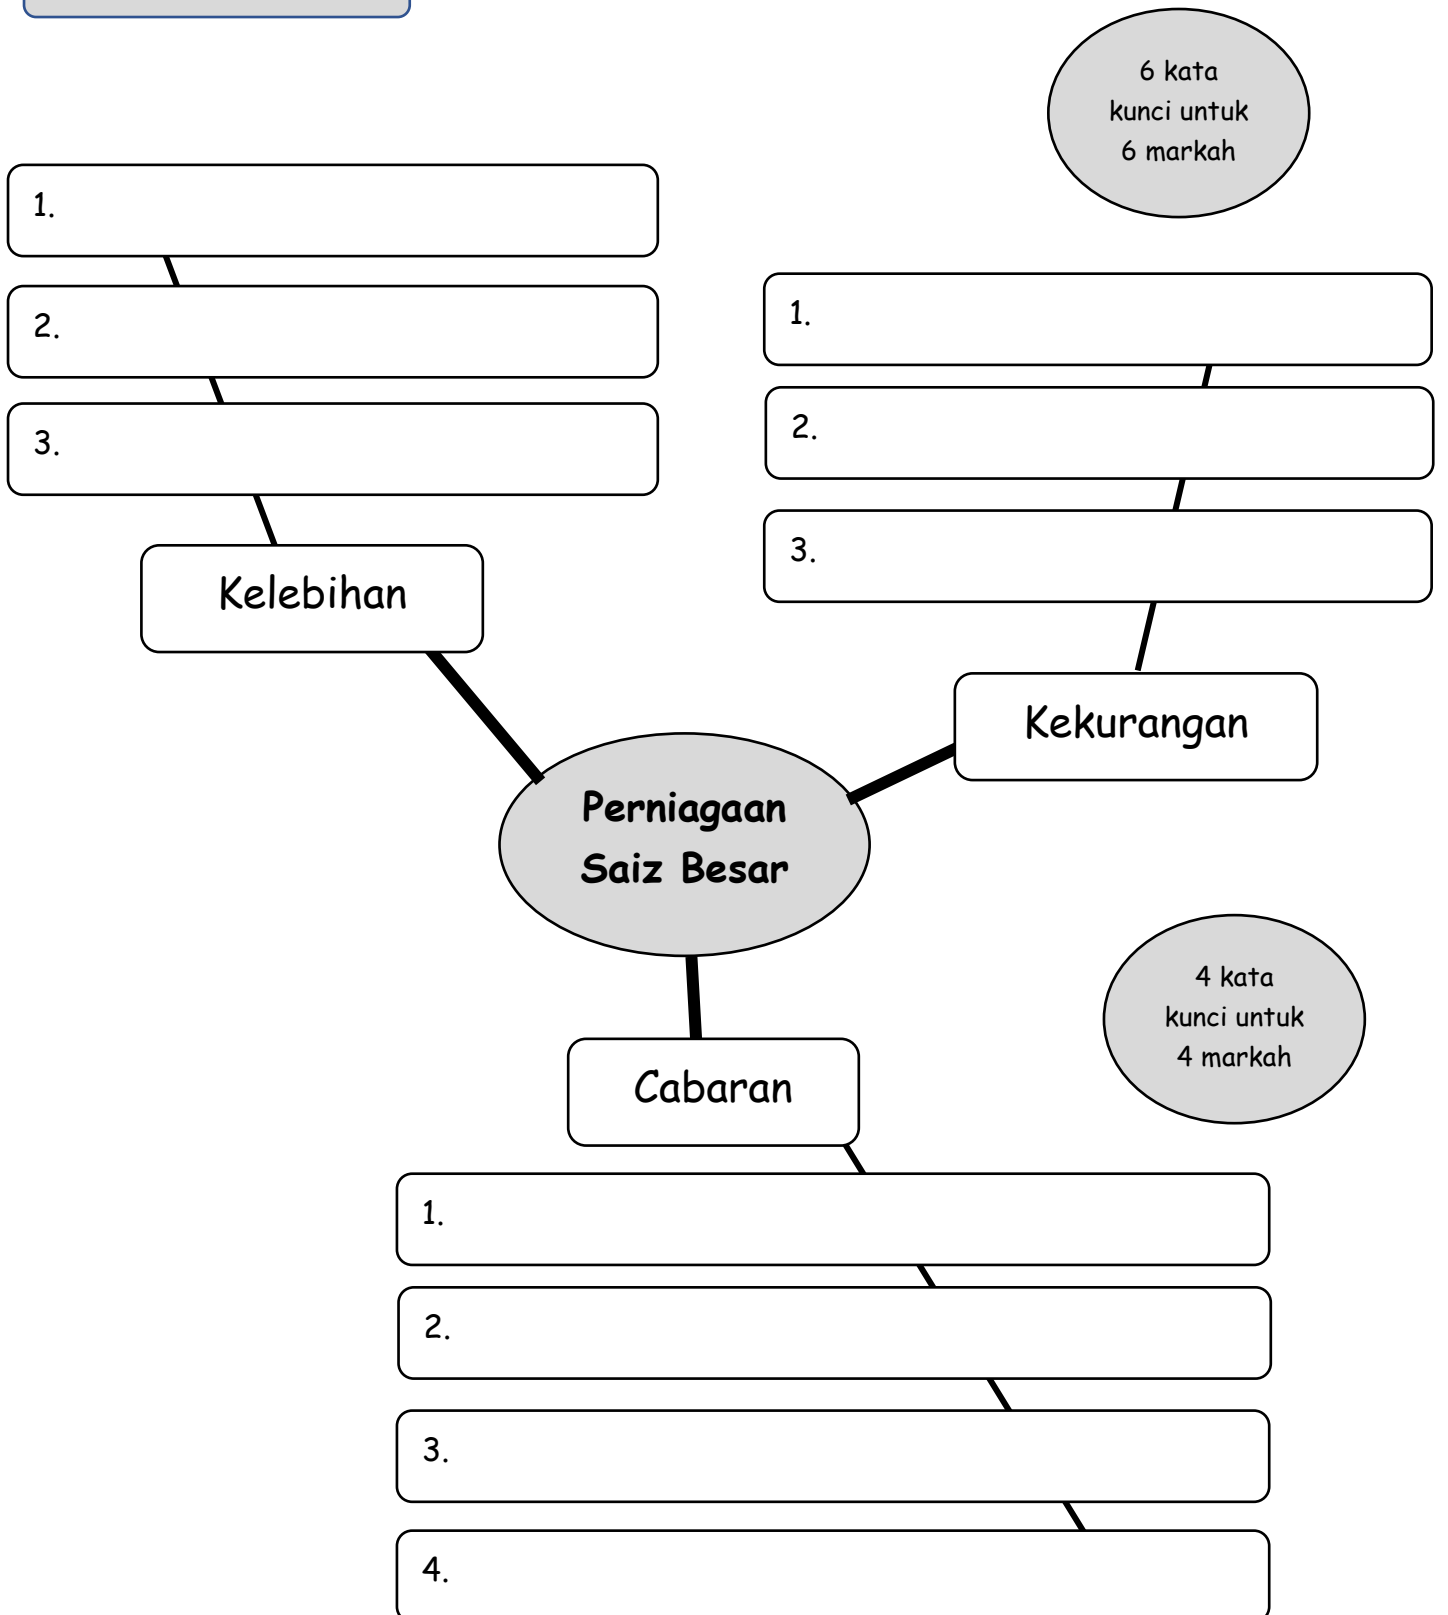 6 kata
kunci untuk
6 markah
1.
2.
3.
Kelebihan
1.
2.
3.
Kekurangan
Perniagaan
Saiz Besar
4 kata
kunci untuk
4 markah
Cabaran
1.
2.
3.
4.